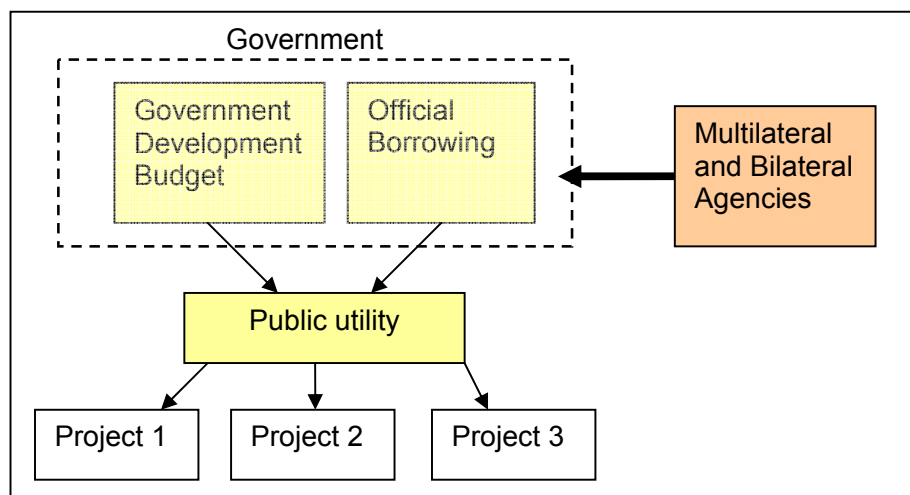 Government
Government
Development
Budget
Official
Borrowing
Multilateral
and Bilateral
Agencies
Public utility
Project 1
Project 2
Project 3